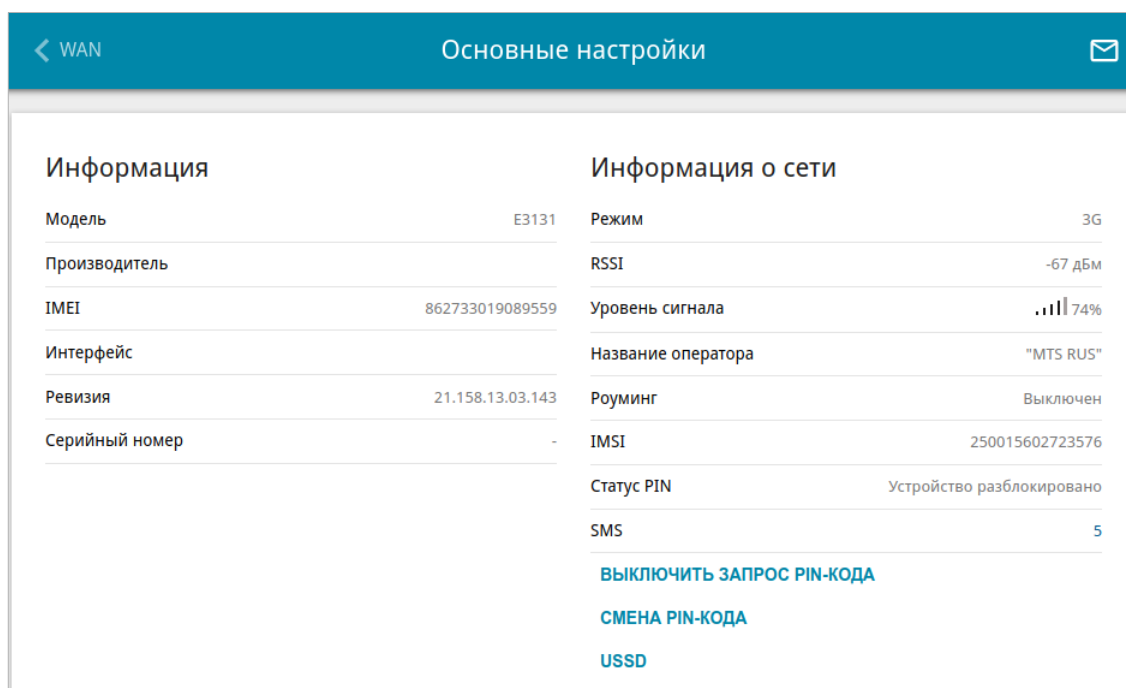 WAN
Основные настройки
Информация
Модель E3131
Производитель
IMEI 862733019089559
Интерфейс
Ревизия 21.158.13.03.143
Серийный номер -
Информация о сети
Режим 3G
RSSI -67 дБм
Уровень сигнала 74%
Название оператора "MTS RUS"
Роуминг Выключен
IMSI 250015602723576
Статус PIN Устройство разблокировано
SMS 5
ВЫКЛЮЧИТЬ ЗАПРОС PIN-КОДА
СМЕНА PIN-КОДА
USSD